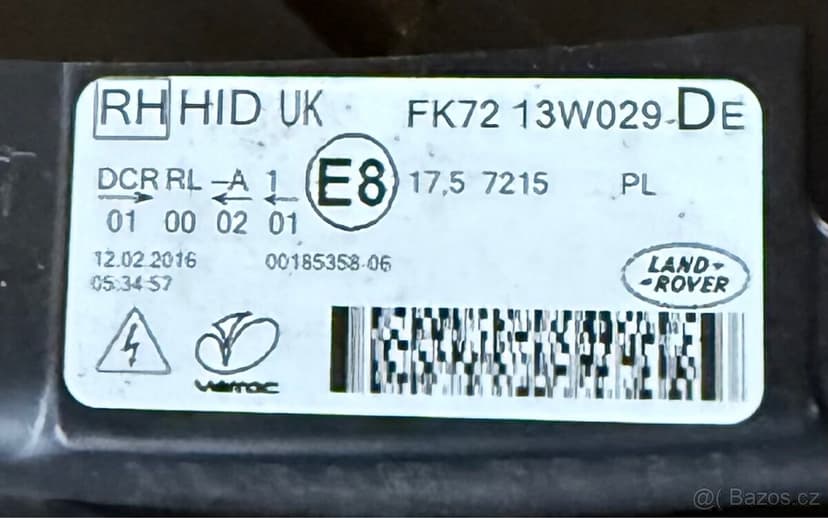 RH HID UK FK72 13W029-DE
DCR RL -A 1 E8 17,5 7215 PL
01 00 02 01
12.02.2016 00185358-06
05:34:57
LAND-
-ROVER
@( Bazos.cz